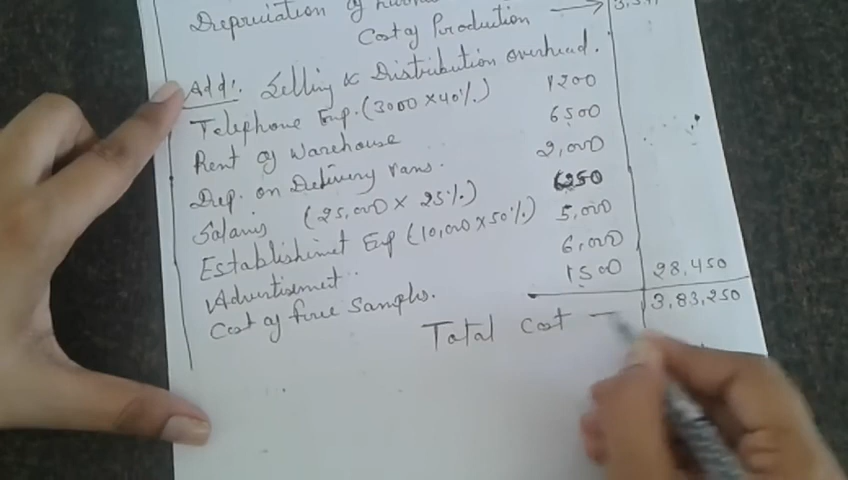 Depreciation of
Cost of Production →
Add: Selling & Distribution overhead.
Telephone Exp. (3000 × 40%) 1200
Rent of Warehouse 6500
Dep. on Delivery vans. 2,000
Salaries (25,000 × 25%) 6250
Establishment Exp (10,000 × 50%) 5,000
Advertisement.. 6,000
Cost of free Samples. 1500 28,450
Total Cost — 3,83,250